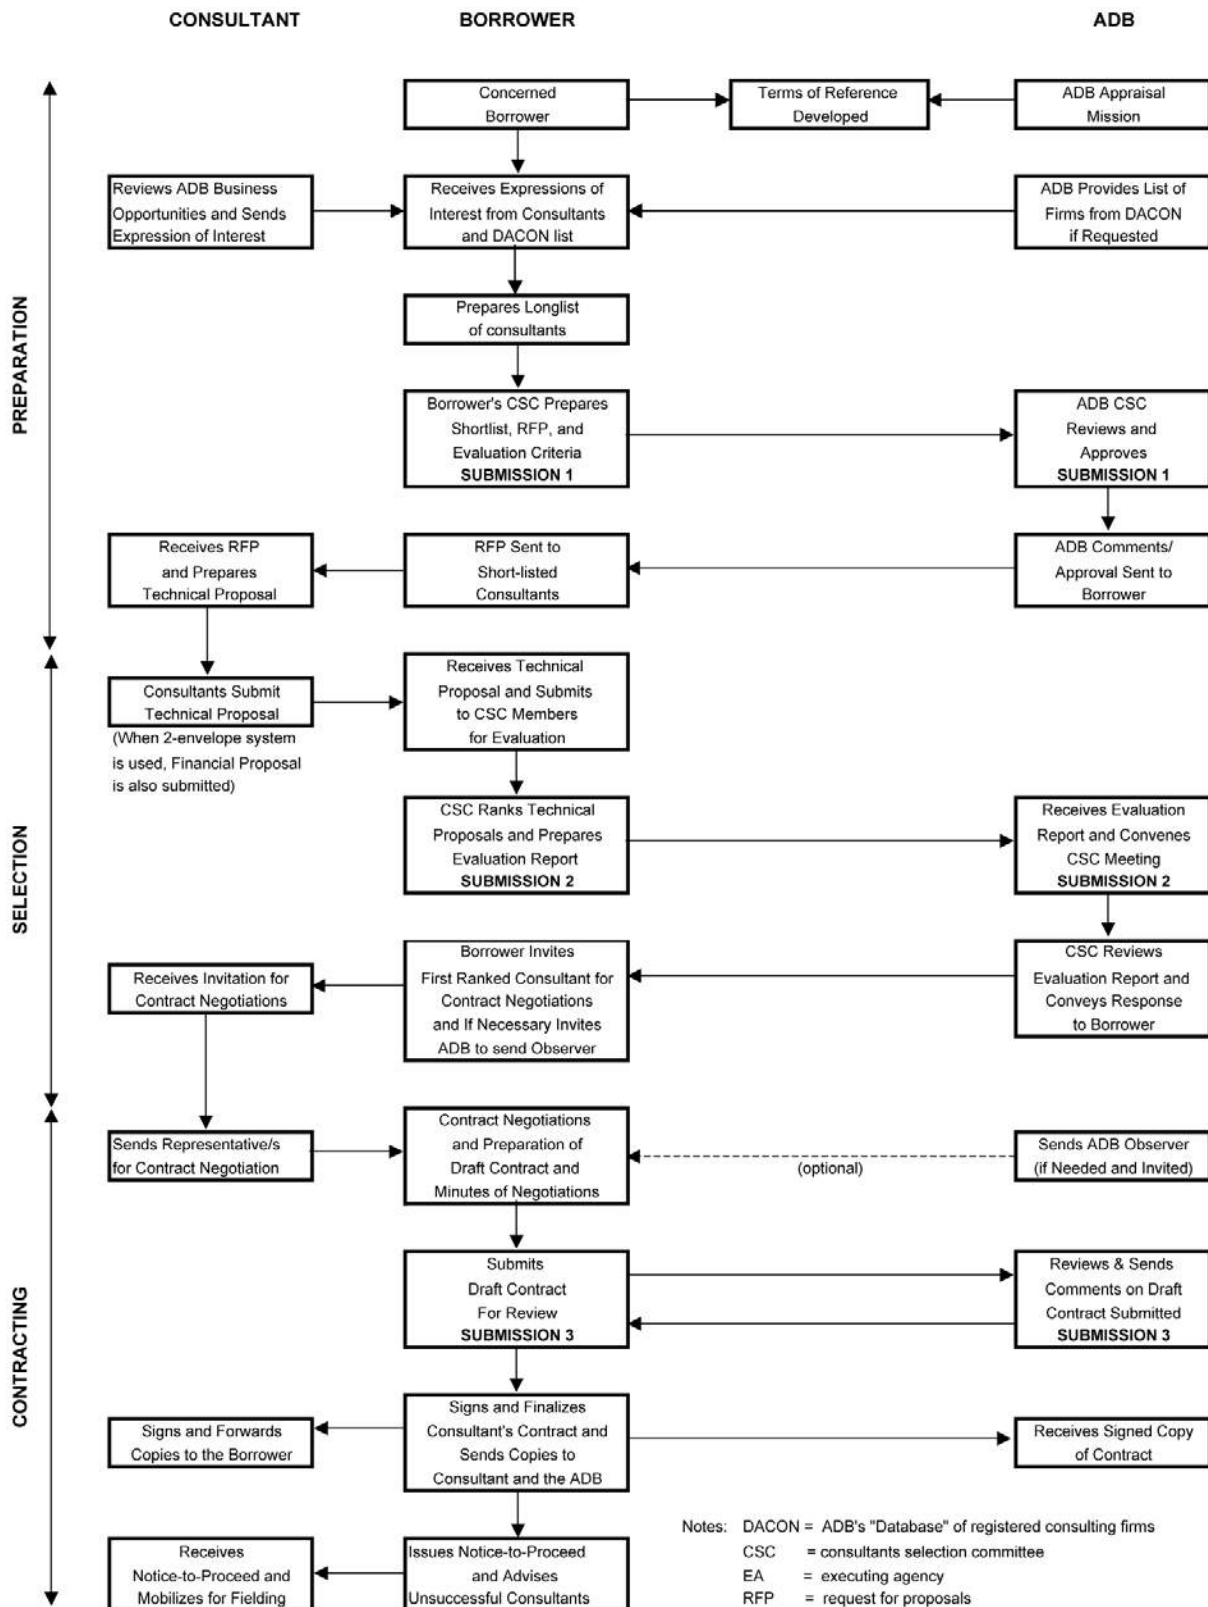 CONSULTANT
BORROWER
ADB
PREPARATION
Concerned
Borrower
Terms of Reference
Developed
ADB Appraisal
Mission
Reviews ADB Business
Opportunities and Sends
Expression of Interest
Receives Expressions of
Interest from Consultants
and DACON list
ADB Provides List of
Firms from DACON
if Requested
Prepares Longlist
of consultants
Borrower's CSC Prepares
Shortlist, RFP, and
Evaluation Criteria
SUBMISSION 1
ADB CSC
Reviews and
Approves
SUBMISSION 1
Receives RFP
and Prepares
Technical Proposal
RFP Sent to
Short-listed
Consultants
ADB Comments/
Approval Sent to
Borrower
SELECTION
Consultants Submit
Technical Proposal
(When 2-envelope system
is used, Financial Proposal
is also submitted)
Receives Technical
Proposal and Submits
to CSC Members
for Evaluation
CSC Ranks Technical
Proposals and Prepares
Evaluation Report
SUBMISSION 2
Receives Evaluation
Report and Convenes
CSC Meeting
SUBMISSION 2
Receives Invitation for
Contract Negotiations
Borrower Invites
First Ranked Consultant for
Contract Negotiations
and If Necessary Invites
ADB to send Observer
CSC Reviews
Evaluation Report and
Conveys Response
to Borrower
CONTRACTING
Sends Representative/s
for Contract Negotiation
Contract Negotiations
and Preparation of
Draft Contract and
Minutes of Negotiations
(optional)
Sends ADB Observer
(if Needed and Invited)
Submits
Draft Contract
For Review
SUBMISSION 3
Reviews & Sends
Comments on Draft
Contract Submitted
SUBMISSION 3
Signs and Forwards
Copies to the Borrower
Signs and Finalizes
Consultant's Contract and
Sends Copies to
Consultant and the ADB
Receives Signed Copy
of Contract
Receives
Notice-to-Proceed and
Mobilizes for Fielding
Issues Notice-to-Proceed
and Advises
Unsuccessful Consultants
Notes: DACON = ADB's "Database" of registered consulting firms
CSC = consultants selection committee
EA = executing agency
RFP = request for proposals